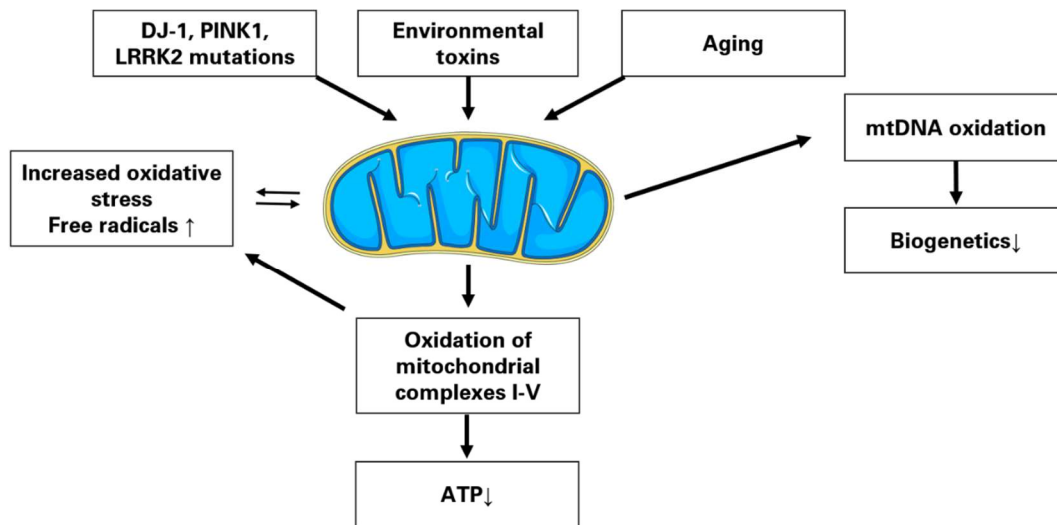 DJ-1, PINK1,
LRRK2 mutations
Environmental
toxins
Aging
mtDNA oxidation
Increased oxidative
stress
Free radicals ↑
Biogenetics↓
Oxidation of
mitochondrial
complexes I-V
ATP↓